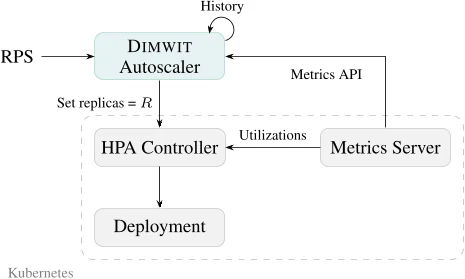 History
RPS
DIMWIT
Autoscaler
Metrics API
Set replicas = R
Utilizations
HPA Controller
Metrics Server
Deployment
Kubernetes